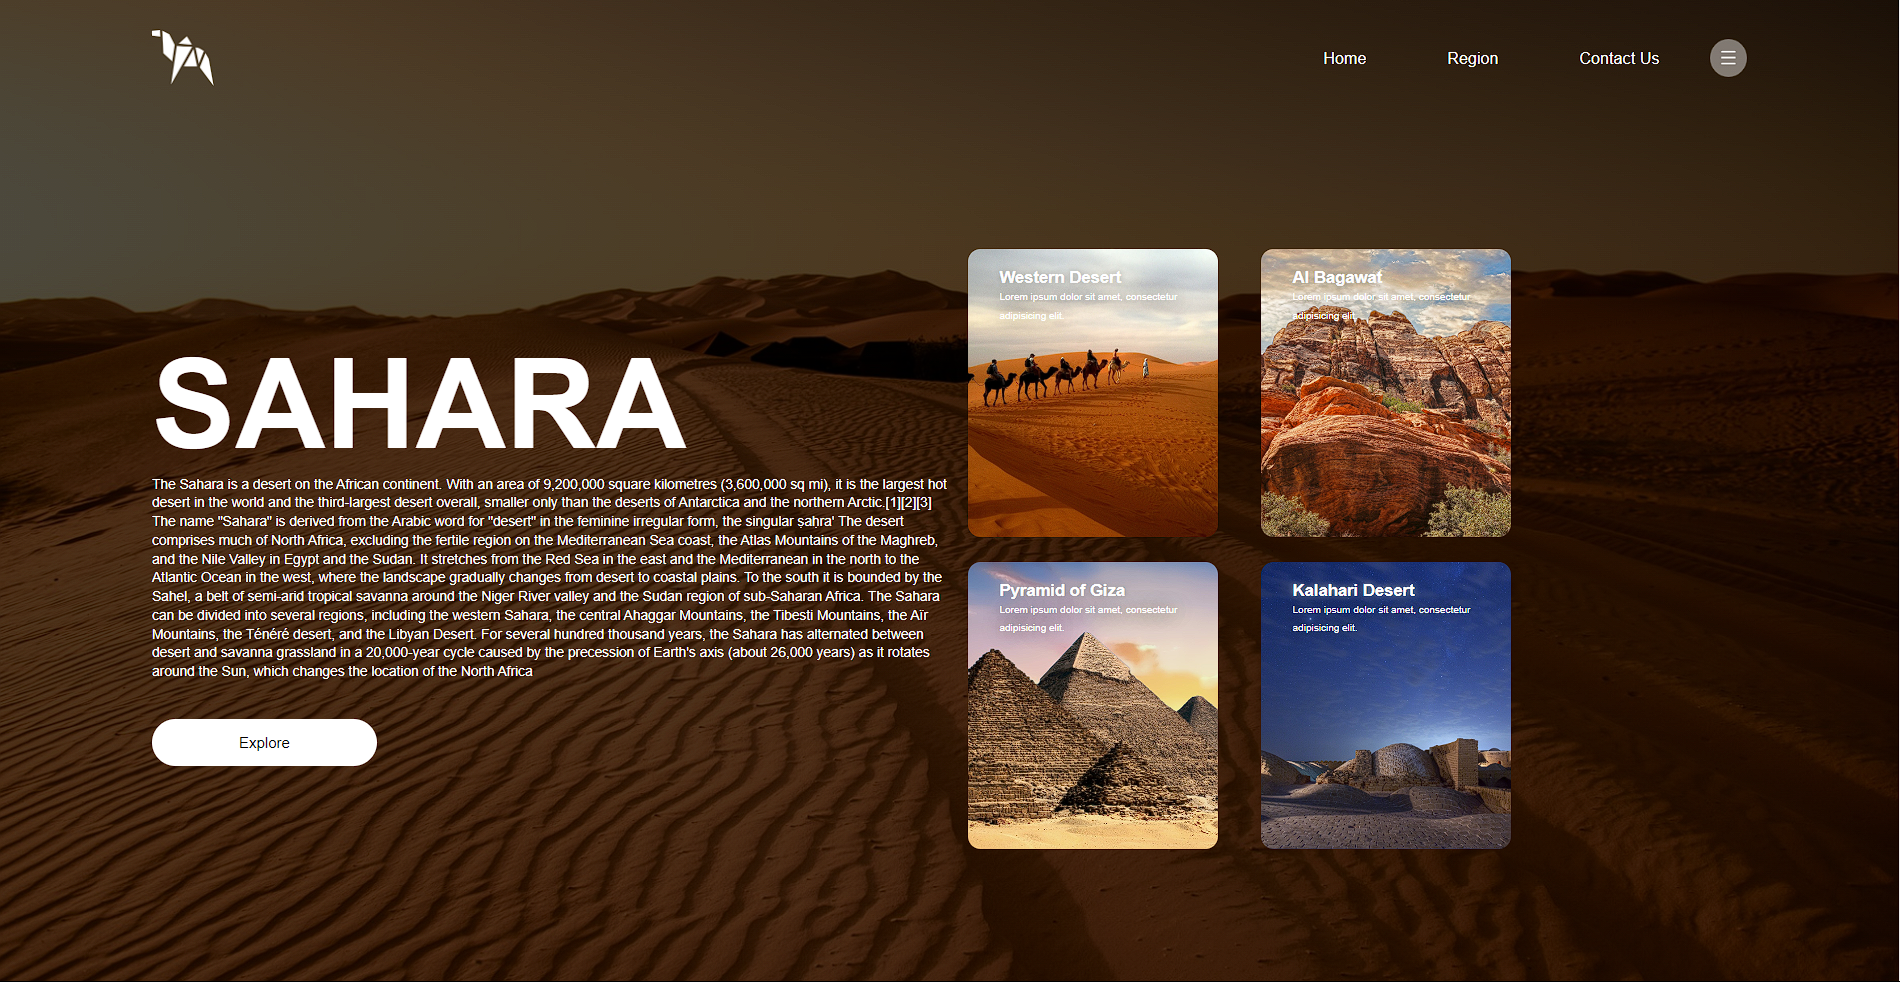 Home
Region
Contact Us
SAHARA
The Sahara is a desert on the African continent. With an area of 9,200,000 square kilometres (3,600,000 sq mi), it is the largest hot
desert in the world and the third-largest desert overall, smaller only than the deserts of Antarctica and the northern Arctic.[1][2][3]
The name "Sahara" is derived from the Arabic word for "desert" in the feminine irregular form, the singular ṣaḥra' The desert
comprises much of North Africa, excluding the fertile region on the Mediterranean Sea coast, the Atlas Mountains of the Maghreb,
and the Nile Valley in Egypt and the Sudan. It stretches from the Red Sea in the east and the Mediterranean in the north to the
Atlantic Ocean in the west, where the landscape gradually changes from desert to coastal plains. To the south it is bounded by the
Sahel, a belt of semi-arid tropical savanna around the Niger River valley and the Sudan region of sub-Saharan Africa. The Sahara
can be divided into several regions, including the western Sahara, the central Ahaggar Mountains, the Tibesti Mountains, the Aïr
Mountains, the Ténéré desert, and the Libyan Desert. For several hundred thousand years, the Sahara has alternated between
desert and savanna grassland in a 20,000-year cycle caused by the precession of Earth's axis (about 26,000 years) as it rotates
around the Sun, which changes the location of the North Africa
Explore
Western Desert
Lorem ipsum dolor sit amet, consectetur
adipisicing elit.
Al Bagawat
Lorem ipsum dolor sit amet, consectetur
adipisicing elit.
Pyramid of Giza
Lorem ipsum dolor sit amet, consectetur
adipisicing elit.
Kalahari Desert
Lorem ipsum dolor sit amet, consectetur
adipisicing elit.